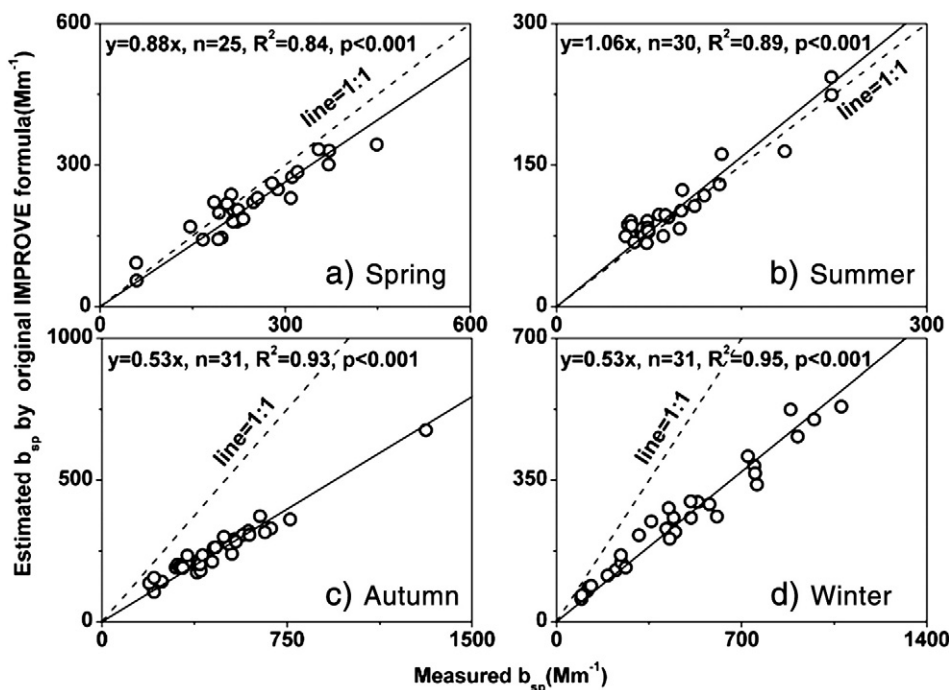 Estimated b_sp by original IMPROVE formula(Mm⁻¹)
600
300
0
y=0.88x, n=25, R²=0.84, p<0.001
line=1:1
a) Spring
0
300
600
300
150
0
y=1.06x, n=30, R²=0.89, p<0.001
line=1:1
b) Summer
0
150
300
1000
500
0
y=0.53x, n=31, R²=0.93, p<0.001
line=1:1
c) Autumn
0
750
1500
700
350
0
y=0.53x, n=31, R²=0.95, p<0.001
line=1:1
d) Winter
0
700
1400
Measured b_sp(Mm⁻¹)